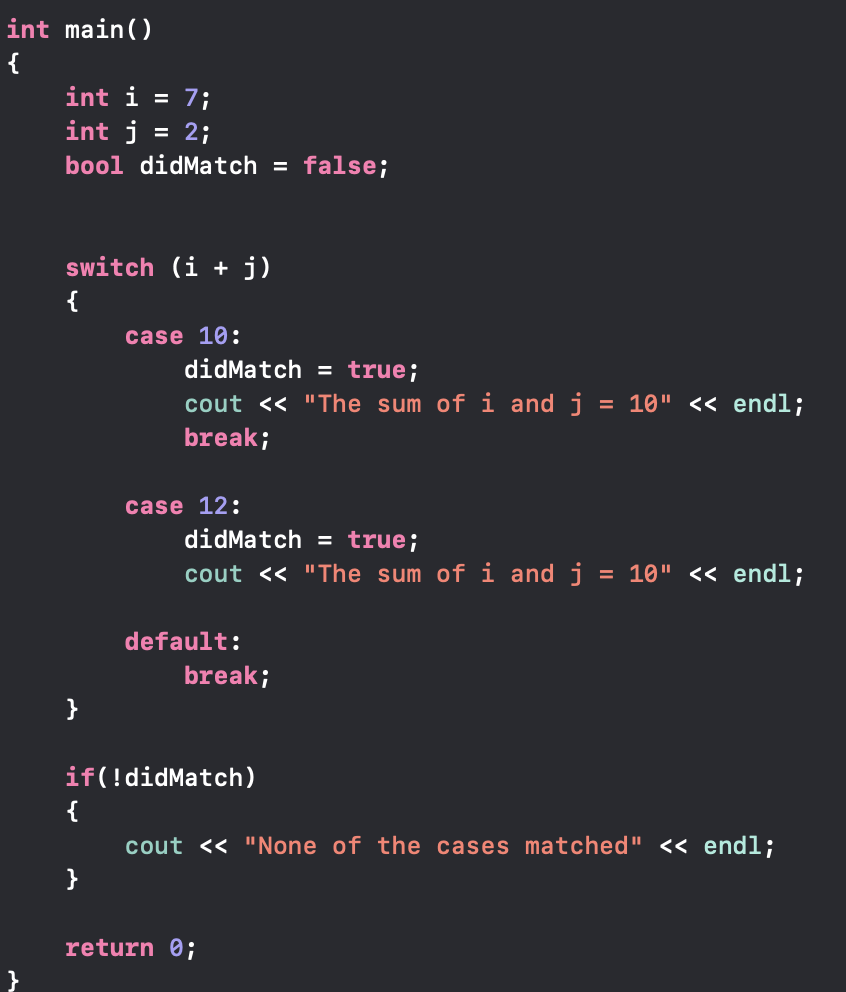 int main()
{
    int i = 7;
    int j = 2;
    bool didMatch = false;


    switch (i + j)
    {
        case 10:
            didMatch = true;
            cout << "The sum of i and j = 10" << endl;
            break;

        case 12:
            didMatch = true;
            cout << "The sum of i and j = 10" << endl;

        default:
            break;
    }

    if(!didMatch)
    {
        cout << "None of the cases matched" << endl;
    }

    return 0;
}